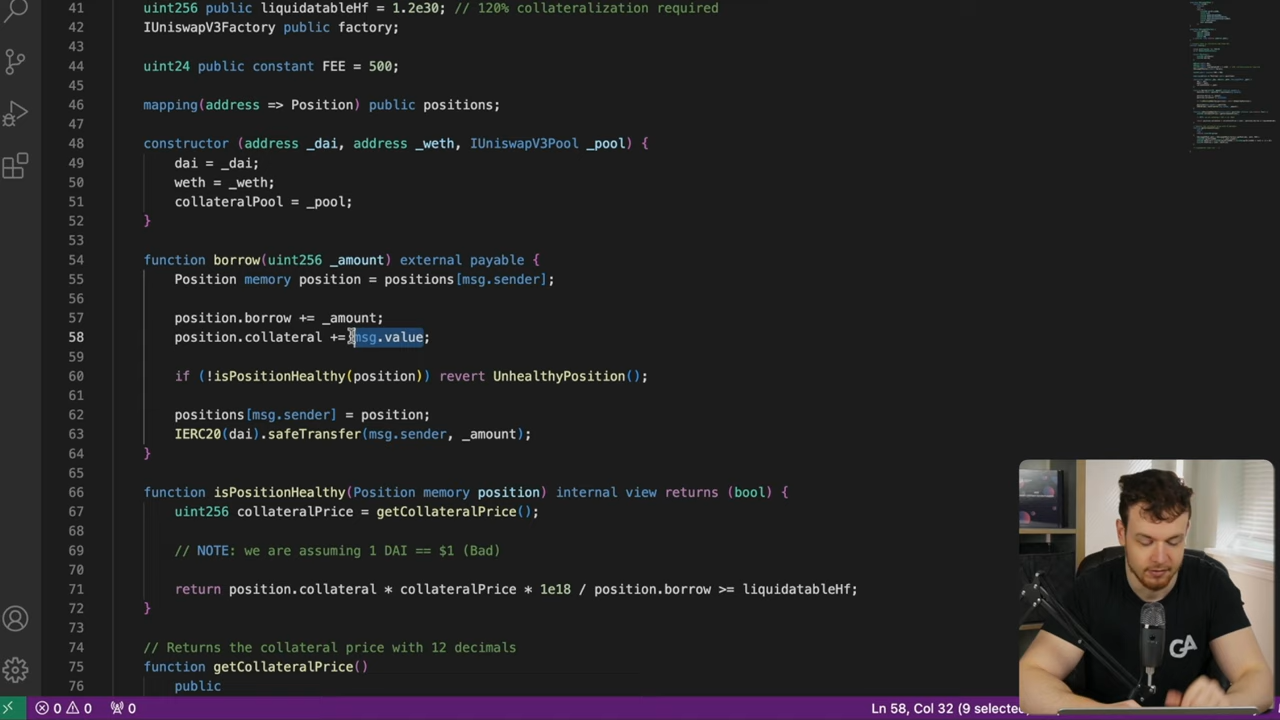 41 uint256 public liquidatableHf = 1.2e30; // 120% collateralization required
42 IUniswapV3Factory public factory;
43
44 uint24 public constant FEE = 500;
45
46 mapping(address => Position) public positions;
47
48 constructor (address _dai, address _weth, IUniswapV3Pool _pool) {
49 dai = _dai;
50 weth = _weth;
51 collateralPool = _pool;
52 }
53
54 function borrow(uint256 _amount) external payable {
55 Position memory position = positions[msg.sender];
56
57 position.borrow += _amount;
58 position.collateral += msg.value;
59
60 if (!isPositionHealthy(position)) revert UnhealthyPosition();
61
62 positions[msg.sender] = position;
63 IERC20(dai).safeTransfer(msg.sender, _amount);
64 }
65
66 function isPositionHealthy(Position memory position) internal view returns (bool) {
67 uint256 collateralPrice = getCollateralPrice();
68
69 // NOTE: we are assuming 1 DAI == $1 (Bad)
70
71 return position.collateral * collateralPrice * 1e18 / position.borrow >= liquidatableHf;
72 }
73
74 // Returns the collateral price with 12 decimals
75 function getCollateralPrice()
76 public
0 0 0 Ln 58, Col 32 (9 selected)
GA